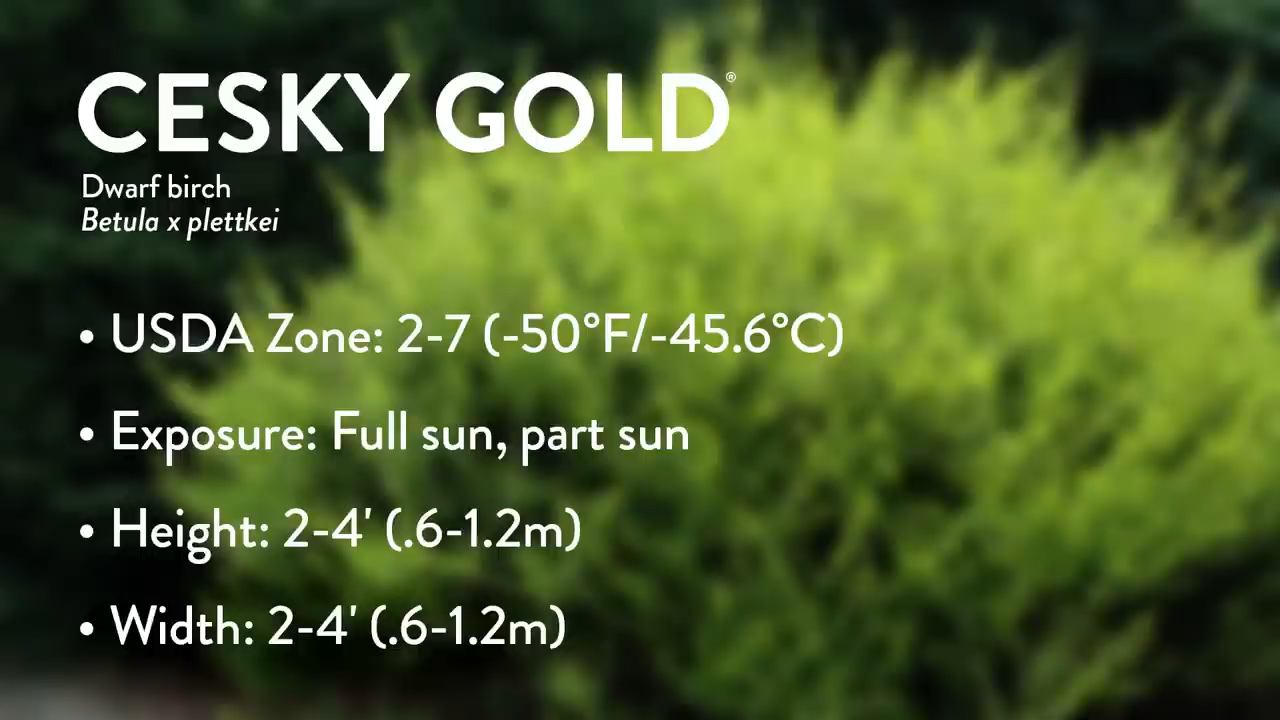 CESKY GOLD®
Dwarf birch
Betula x plettkei
• USDA Zone: 2-7 (-50°F/-45.6°C)
• Exposure: Full sun, part sun
• Height: 2-4' (.6-1.2m)
• Width: 2-4' (.6-1.2m)